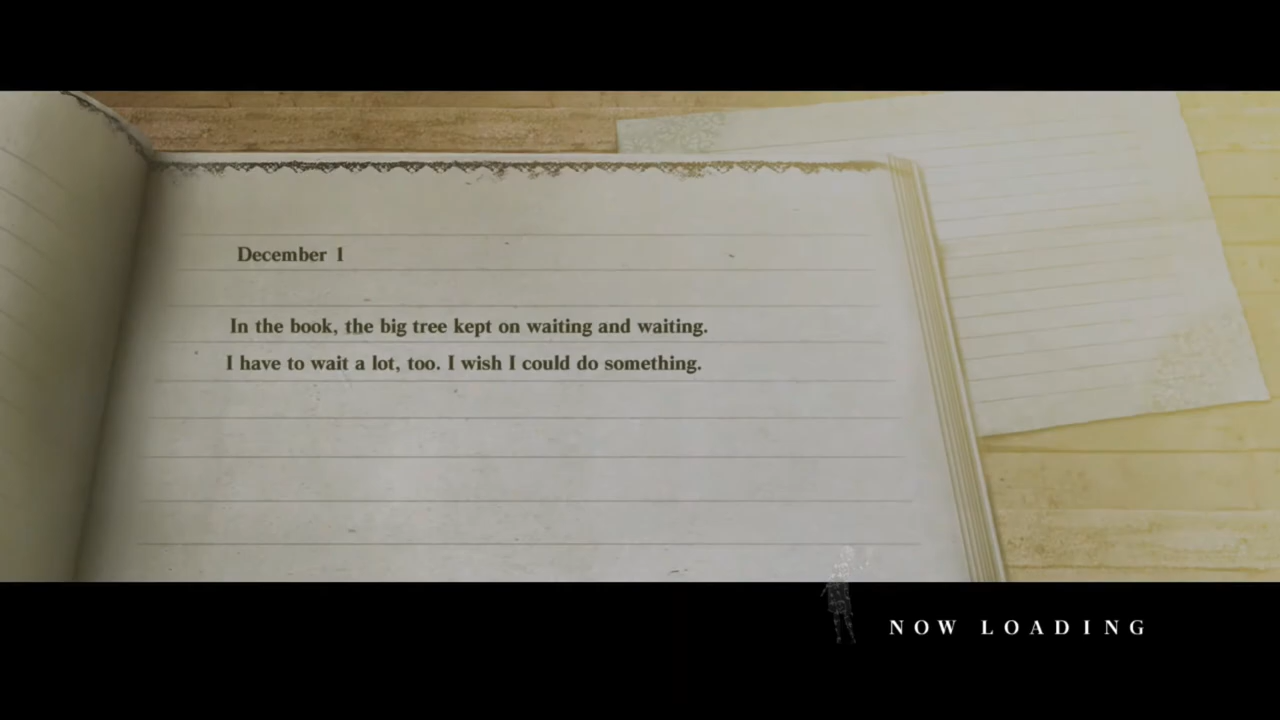 December 1
In the book, the big tree kept on waiting and waiting.
I have to wait a lot, too. I wish I could do something.
NOW LOADING